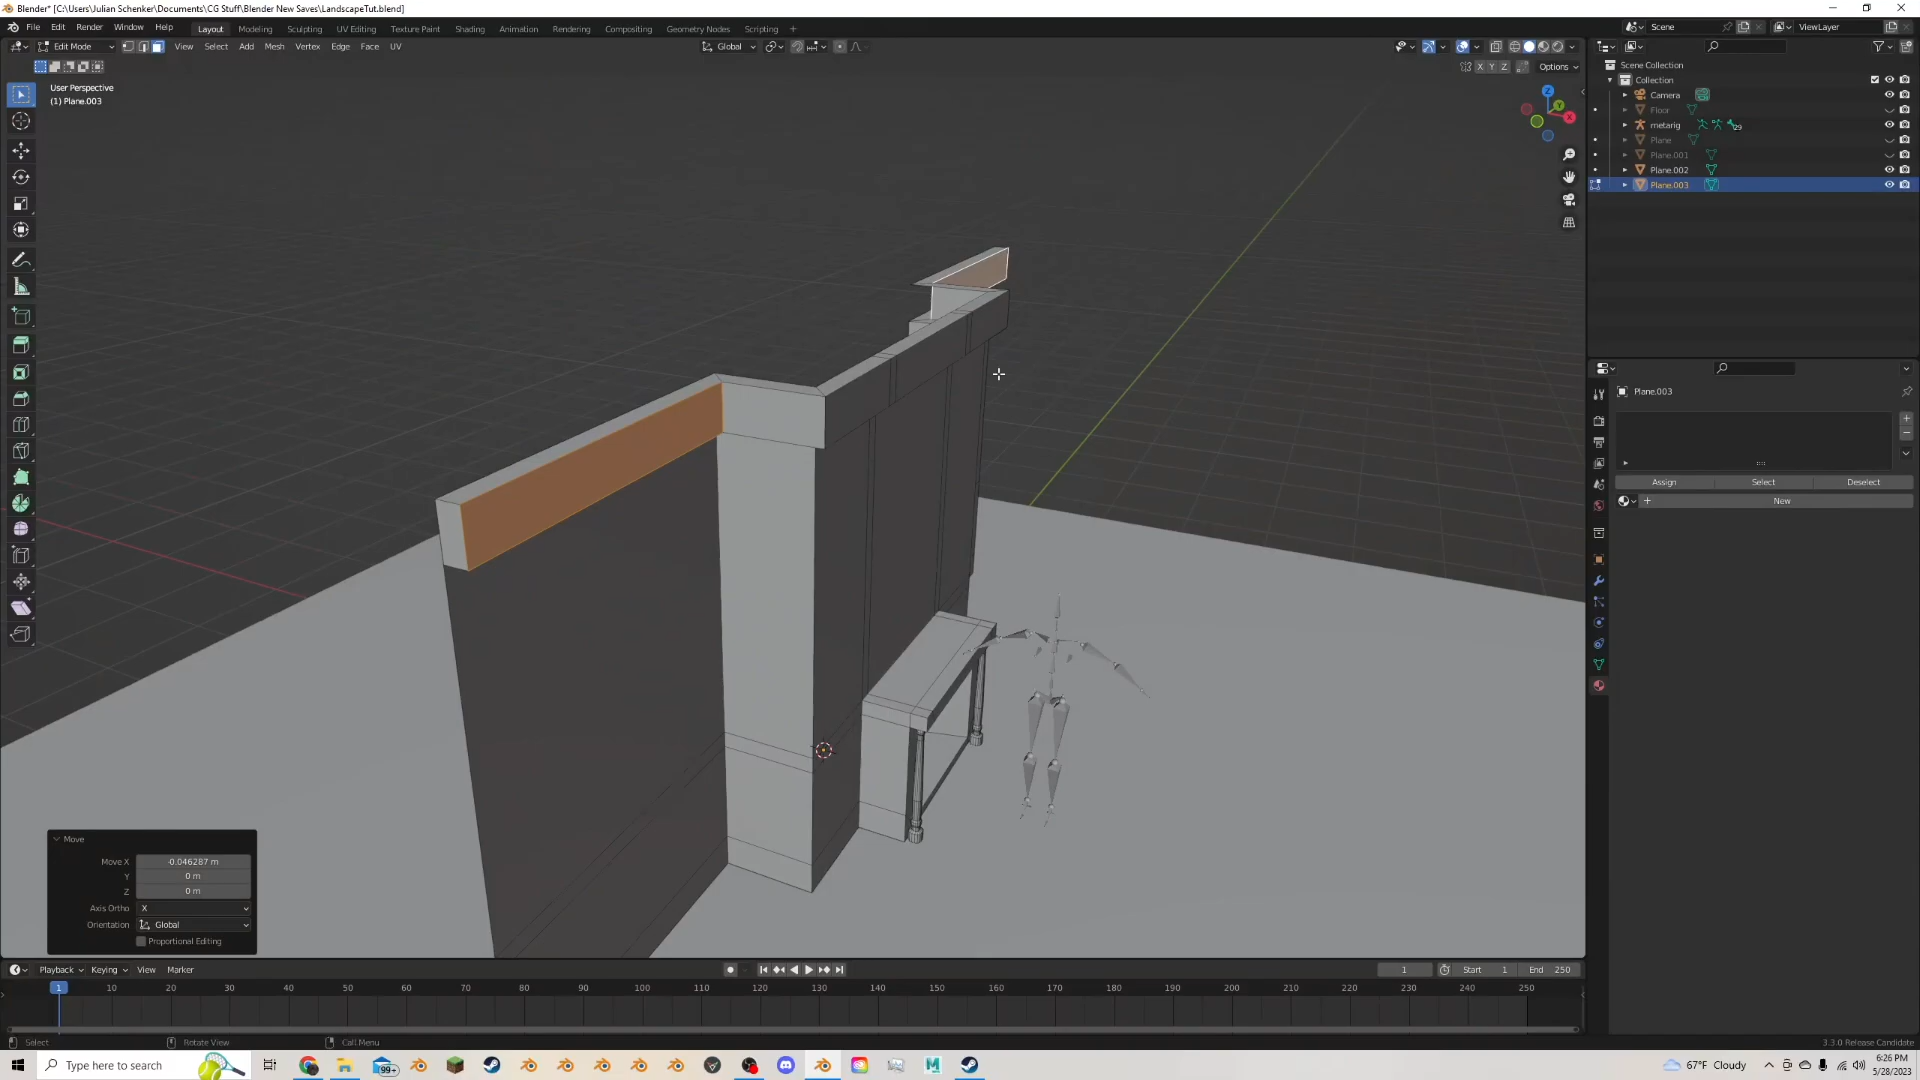 Blender* [C:\Users\Julian Schenker\Documents\CG Stuff\Blender New Saves\LandscapeTut.blend]
File Edit Render Window Help Layout Modeling Sculpting UV Editing Texture Paint Shading Animation Rendering Compositing Geometry Nodes Scripting +
Scene ViewLayer
Edit Mode View Select Add Mesh Vertex Edge Face UV
Global
X Y Z Options
User Perspective
(1) Plane.003
Z
Y
X
Scene Collection
Collection
Camera
Floor
metarig 29
Plane
Plane.001
Plane.002
Plane.003
Plane.003
Assign Select Deselect
+ New
Move
Move X -0.046287 m
Y 0 m
Z 0 m
Axis Ortho X
Orientation Global
Proportional Editing
Playback Keying View Marker
1 Start 1 End 250
1 10 20 30 40 50 60 70 80 90 100 110 120 130 140 150 160 170 180 190 200 210 220 230 240 250
Select Rotate View Call Menu
3.3.0 Release Candidate
Type here to search
99+
67°F Cloudy
6:26 PM
5/28/2023